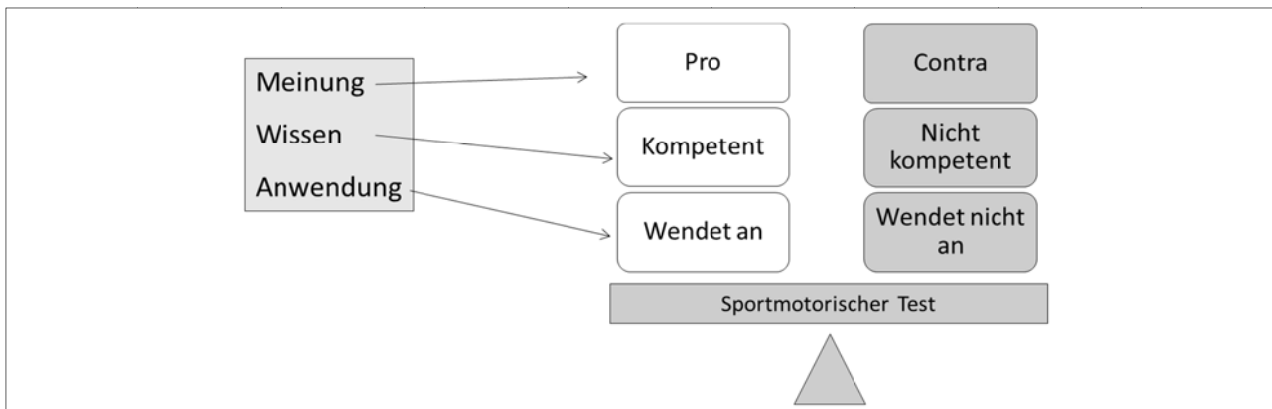 Meinung
Wissen
Anwendung
Pro
Contra
Kompetent
Nicht
kompetent
Wendet an
Wendet nicht
an
Sportmotorischer Test